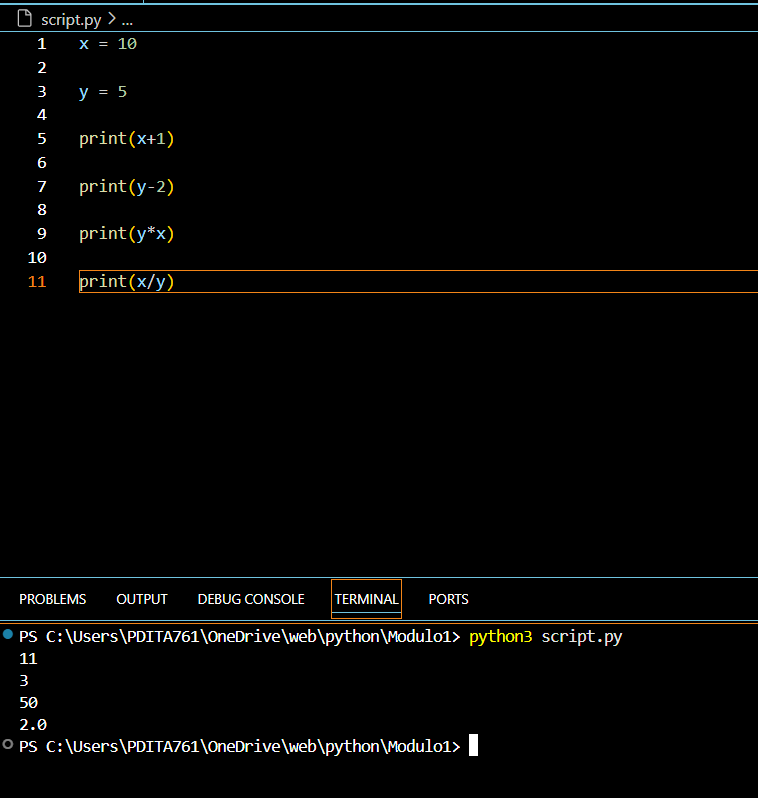 script.py > ...
1 x = 10
2
3 y = 5
4
5 print(x+1)
6
7 print(y-2)
8
9 print(y*x)
10
11 print(x/y)
PROBLEMS OUTPUT DEBUG CONSOLE TERMINAL PORTS
PS C:\Users\PDITA761\OneDrive\web\python\Modulo1> python3 script.py
11
3
50
2.0
PS C:\Users\PDITA761\OneDrive\web\python\Modulo1>